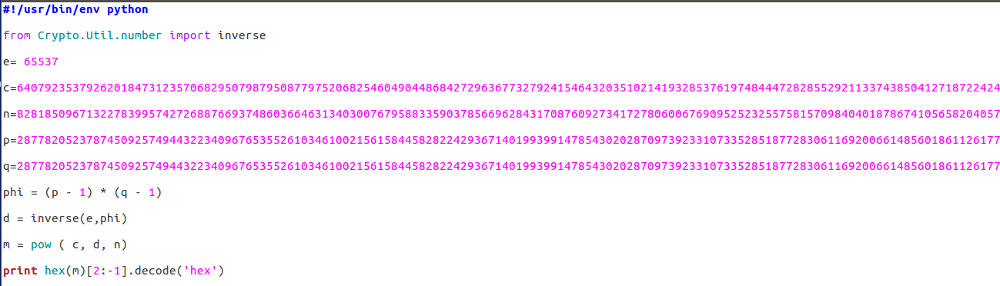 #!/usr/bin/env python
from Crypto.Util.number import inverse
e= 65537
c=6407923537926201847312357068295079879508779752068254604904486842729636773279241546432035102141932853761974844472828552921133743850412718722424
n=8281850967132278399574272688766937486036646313403007679588335903785669628431708760927341727806006769095252325575815709840401878674105658204057
p=2877820523787450925749443223409676535526103461002156158445828224293671401993991478543020287097392331073352851877283061169200661485601861126177
q=2877820523787450925749443223409676535526103461002156158445828224293671401993991478543020287097392331073352851877283061169200661485601861126177
phi = (p - 1) * (q - 1)
d = inverse(e,phi)
m = pow ( c, d, n)
print hex(m)[2:-1].decode('hex')